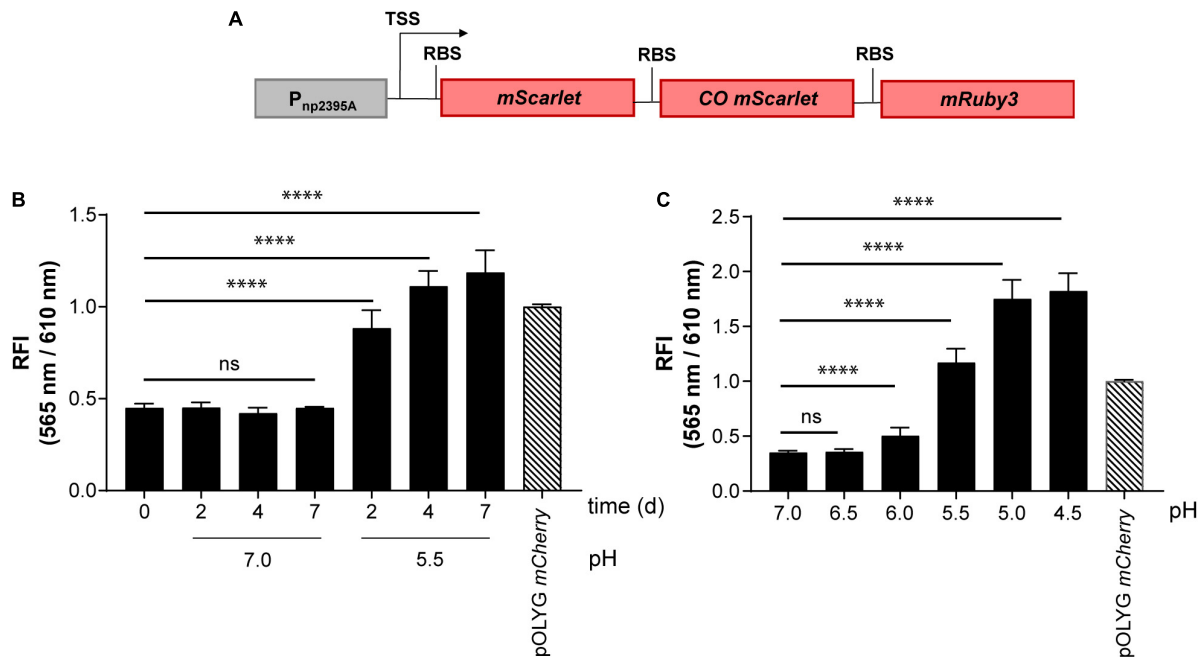 A
TSS
RBS RBS RBS
Pnp2395A mScarlet CO mScarlet mRuby3
B
RFI
(565 nm / 610 nm)
1.5
1.0
0.5
0.0
****
****
****
ns
0 2 4 7 2 4 7 time (d)
7.0 5.5 pH
pOLYG mCherry
C
RFI
(565 nm / 610 nm)
2.5
2.0
1.5
1.0
0.5
0.0
****
****
****
****
ns
7.0 6.5 6.0 5.5 5.0 4.5 pH
pOLYG mCherry